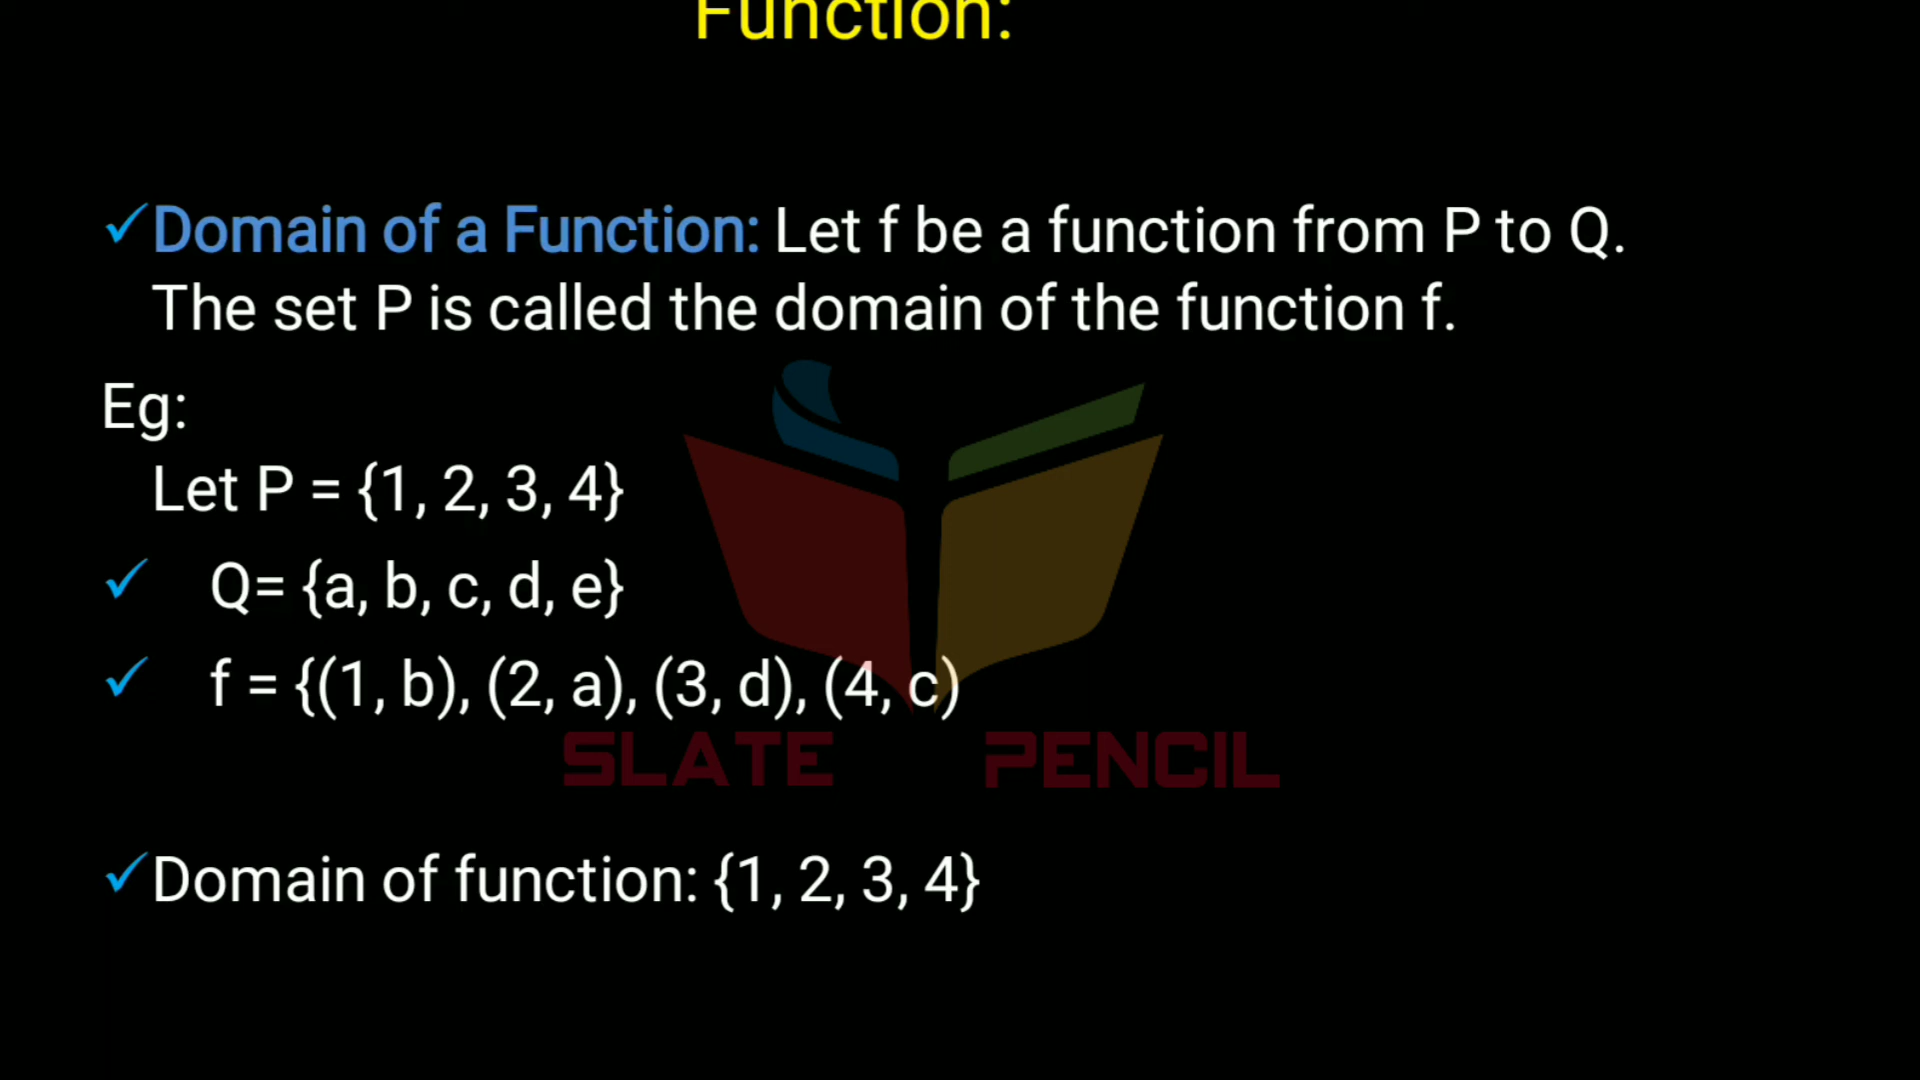 Function:
Domain of a Function: Let f be a function from P to Q.
The set P is called the domain of the function f.
Eg:
Let P = {1, 2, 3, 4}
Q= {a, b, c, d, e}
f = {(1, b), (2, a), (3, d), (4, c)
SLATE PENCIL
Domain of function: {1, 2, 3, 4}